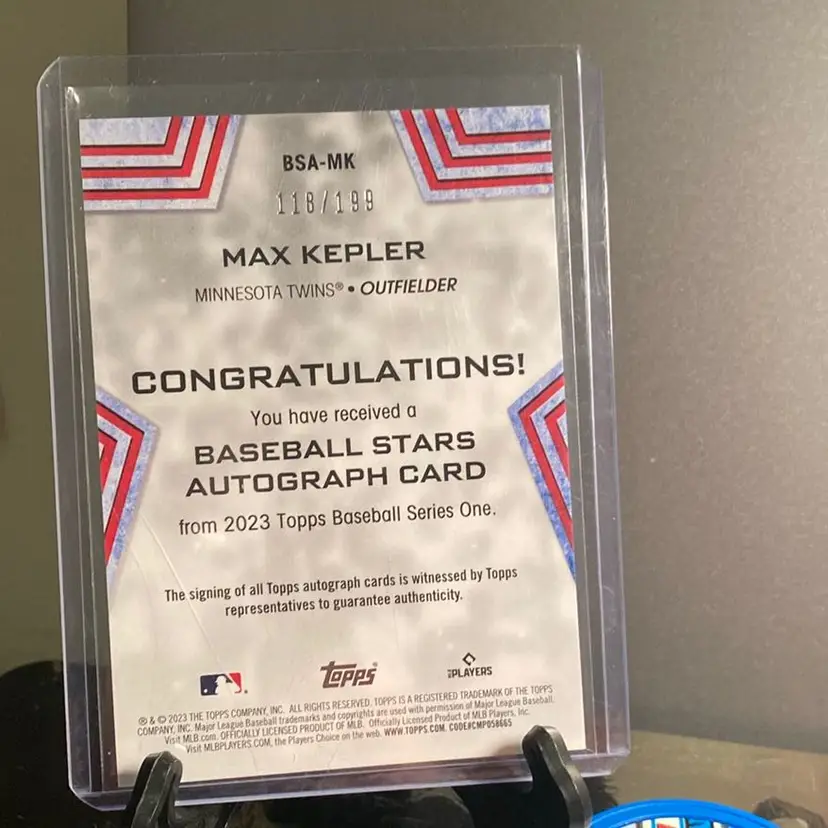 BSA-MK
118/199
MAX KEPLER
MINNESOTA TWINS® • OUTFIELDER
CONGRATULATIONS!
You have received a
BASEBALL STARS
AUTOGRAPH CARD
from 2023 Topps Baseball Series One.
The signing of all Topps autograph cards is witnessed by Topps
representatives to guarantee authenticity.
topps
PLAYERS
® & © 2023 THE TOPPS COMPANY, INC. ALL RIGHTS RESERVED. TOPPS IS A REGISTERED TRADEMARK OF THE TOPPS
COMPANY, INC. Major League Baseball trademarks and copyrights are used with permission of Major League Baseball.
Visit MLB.com. OFFICIALLY LICENSED PRODUCT OF MLB. Officially Licensed Product of MLB Players, Inc.
Visit MLBPLAYERS.COM, the Players Choice on the web. WWW.TOPPS.COM. CODE#CMP058665